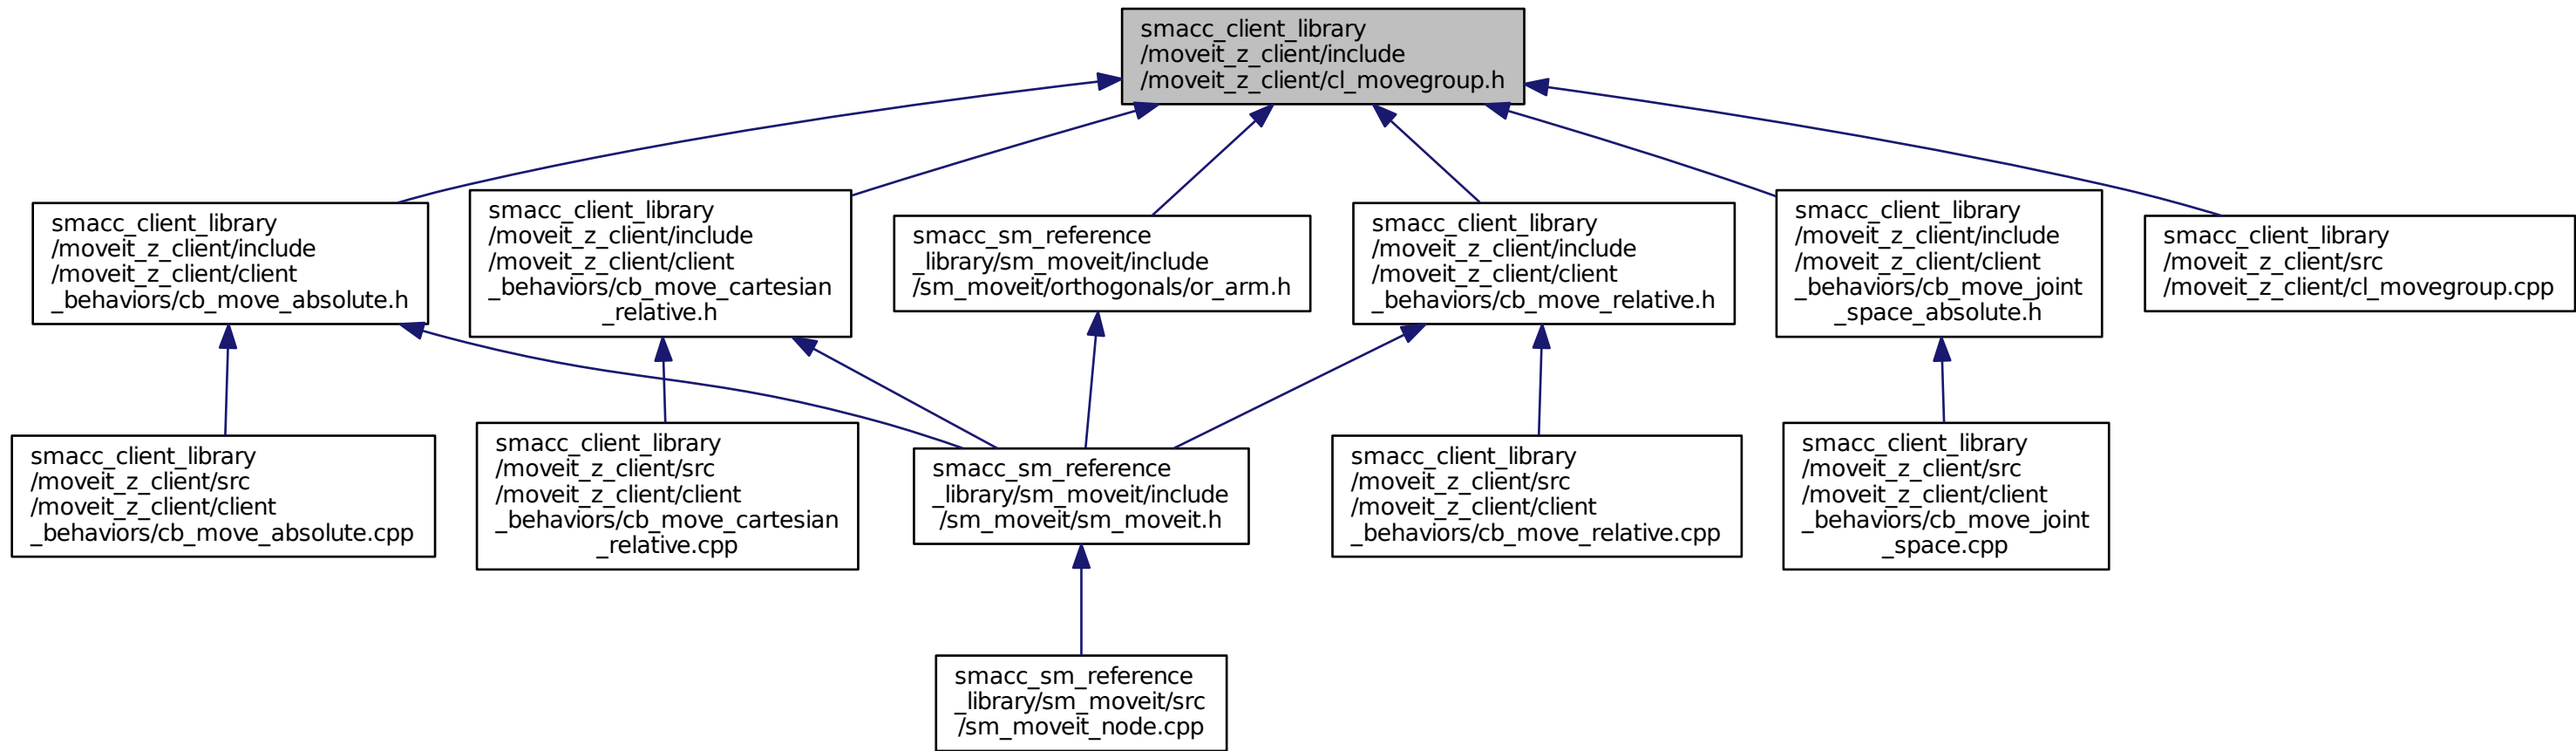 smacc_client_library
/moveit_z_client/include
/moveit_z_client/cl_movegroup.h
smacc_client_library
/moveit_z_client/include
/moveit_z_client/client
_behaviors/cb_move_absolute.h
smacc_client_library
/moveit_z_client/include
/moveit_z_client/client
_behaviors/cb_move_cartesian
_relative.h
smacc_sm_reference
_library/sm_moveit/include
/sm_moveit/orthogonals/or_arm.h
smacc_client_library
/moveit_z_client/include
/moveit_z_client/client
_behaviors/cb_move_relative.h
smacc_client_library
/moveit_z_client/include
/moveit_z_client/client
_behaviors/cb_move_joint
_space_absolute.h
smacc_client_library
/moveit_z_client/src
/moveit_z_client/cl_movegroup.cpp
smacc_client_library
/moveit_z_client/src
/moveit_z_client/client
_behaviors/cb_move_absolute.cpp
smacc_client_library
/moveit_z_client/src
/moveit_z_client/client
_behaviors/cb_move_cartesian
_relative.cpp
smacc_sm_reference
_library/sm_moveit/include
/sm_moveit/sm_moveit.h
smacc_client_library
/moveit_z_client/src
/moveit_z_client/client
_behaviors/cb_move_relative.cpp
smacc_client_library
/moveit_z_client/src
/moveit_z_client/client
_behaviors/cb_move_joint
_space.cpp
smacc_sm_reference
_library/sm_moveit/src
/sm_moveit_node.cpp